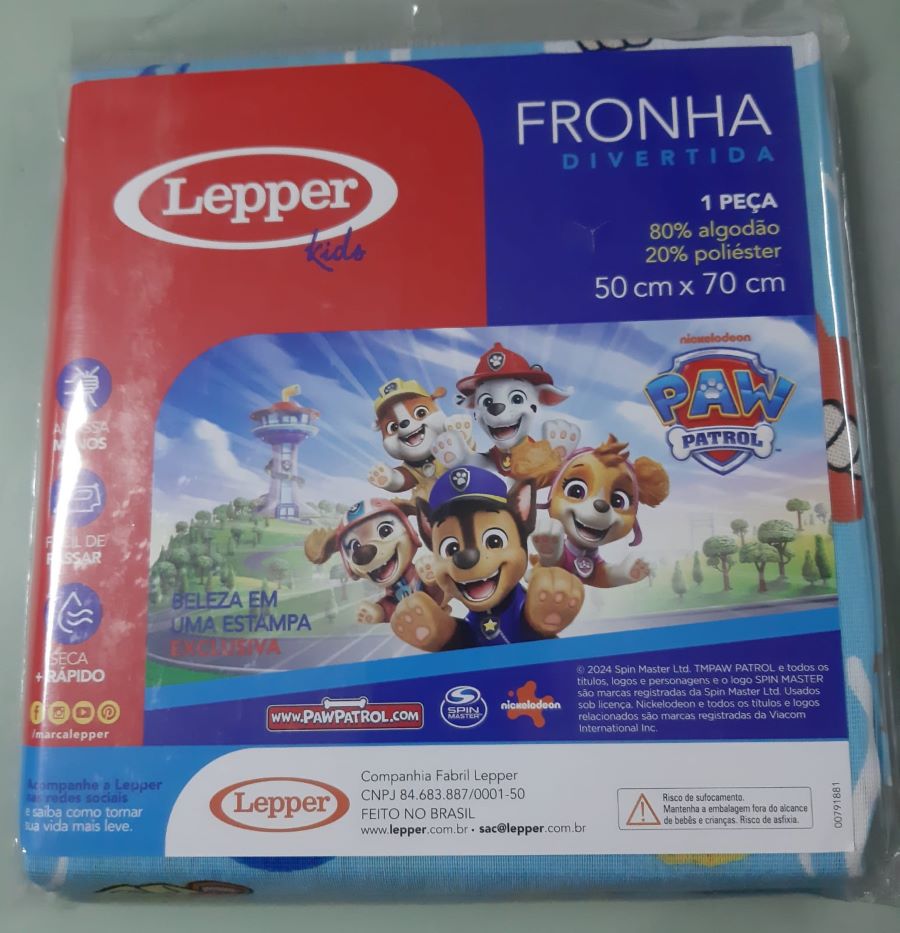 Lepper
kids
FRONHA
DIVERTIDA
1 PEÇA
80% algodão
20% poliéster
50 cm x 70 cm
nickelodeon
PAW
PATROL
MENOS
FÁCIL DE
PASSAR
SECA
+ RÁPIDO
/marcalepper
BELEZA EM
UMA ESTAMPA
EXCLUSIVA
www.PAWPATROL.COM
SPIN
MASTER
nickelodeon
© 2024 Spin Master Ltd. TMPAW PATROL e todos os
títulos, logos e personagens e o logo SPIN MASTER
são marcas registradas da Spin Master Ltd. Usados
sob licença. Nickelodeon e todos os títulos e logos
relacionados são marcas registradas da Viacom
International Inc.
Acompanhe a Lepper
nas redes sociais
e saiba como tornar
sua vida mais leve.
Lepper
Companhia Fabril Lepper
CNPJ 84.683.887/0001-50
FEITO NO BRASIL
www.lepper.com.br • sac@lepper.com.br
Risco de sufocamento.
Mantenha a embalagem fora do alcance
de bebês e crianças. Risco de asfixia.
00791881